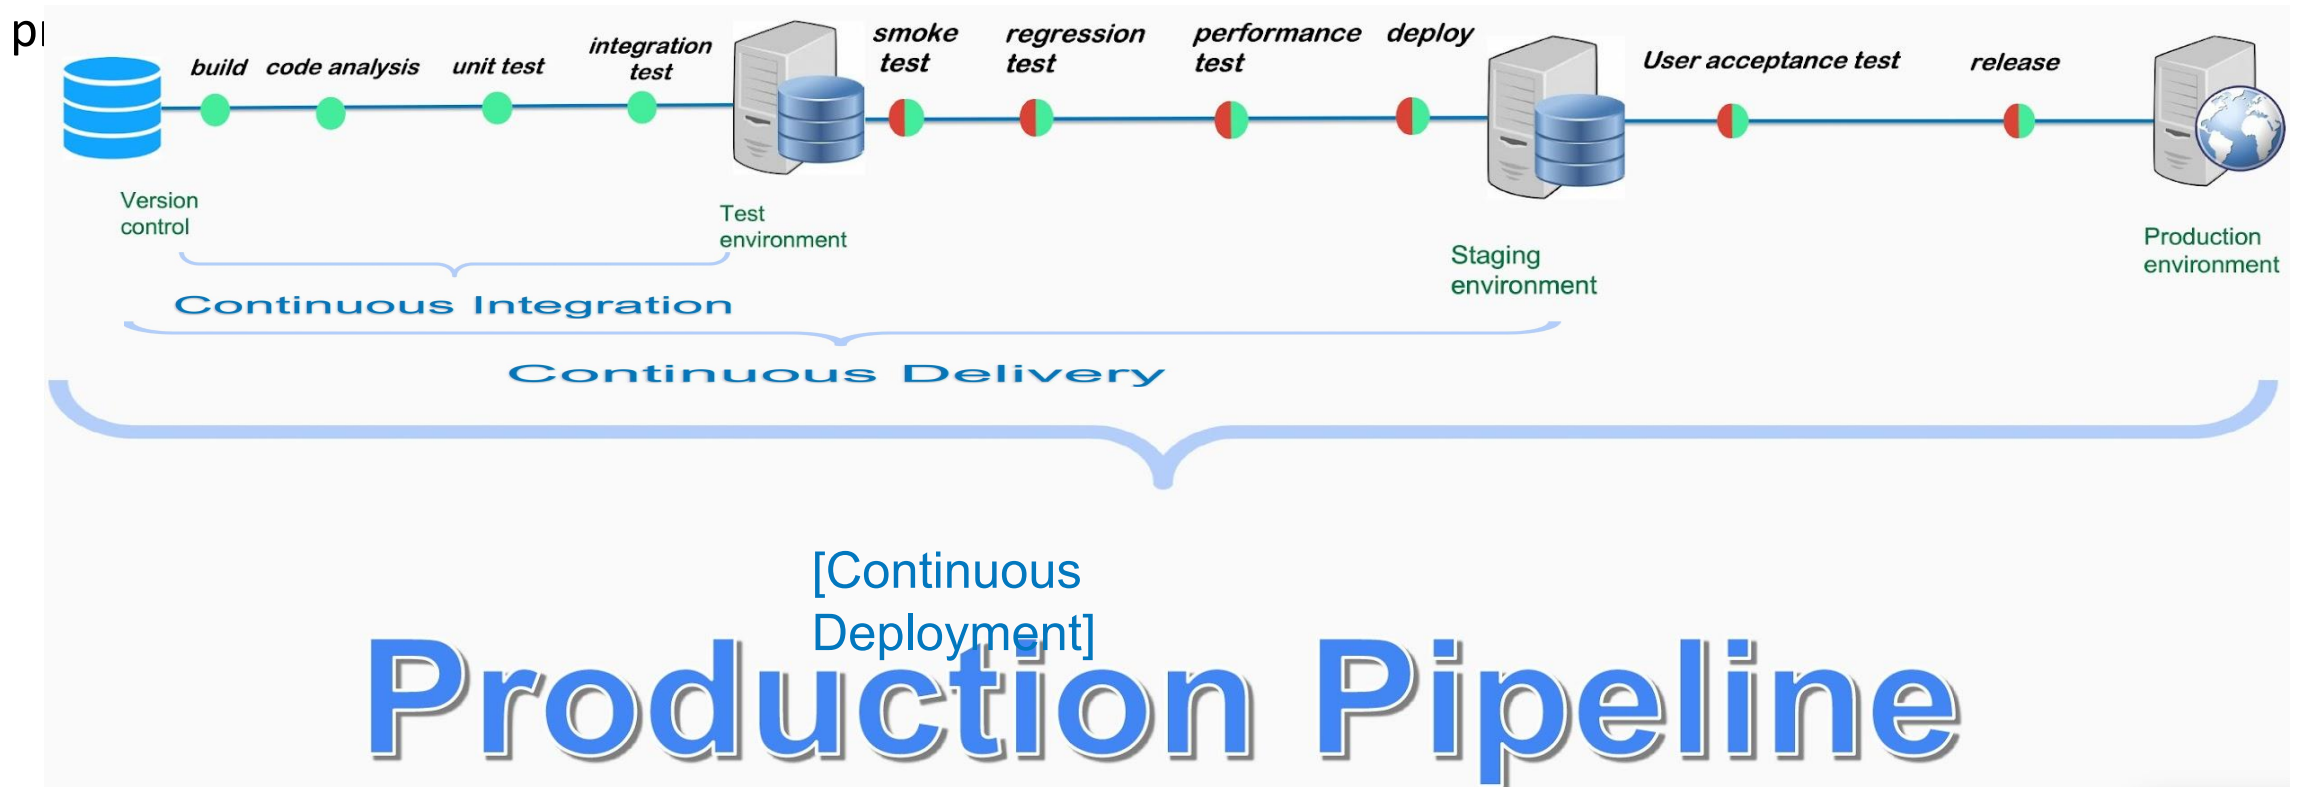 build
code analysis
unit test
integration
test
smoke
test
regression
test
performance
test
deploy
User acceptance test
release
Version
control
Test
environment
Staging
environment
Production
environment
Continuous Integration
Continuous Delivery
[Continuous
Deployment]
Production Pipeline